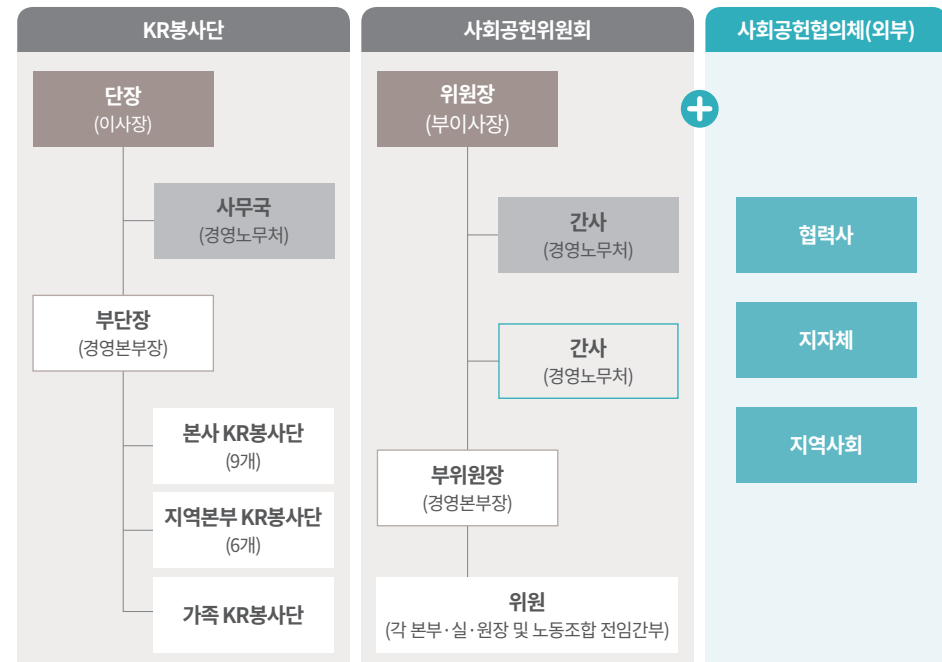 KR봉사단
단장
(이사장)
사무국
(경영노무처)
부단장
(경영본부장)
본사 KR봉사단
(9개)
지역본부 KR봉사단
(6개)
가족 KR봉사단
사회공헌위원회
위원장
(부이사장)
간사
(경영노무처)
간사
(경영노무처)
부위원장
(경영본부장)
위원
(각 본부·실·원장 및 노동조합 전임간부)
사회공헌협의체(외부)
협력사
지자체
지역사회